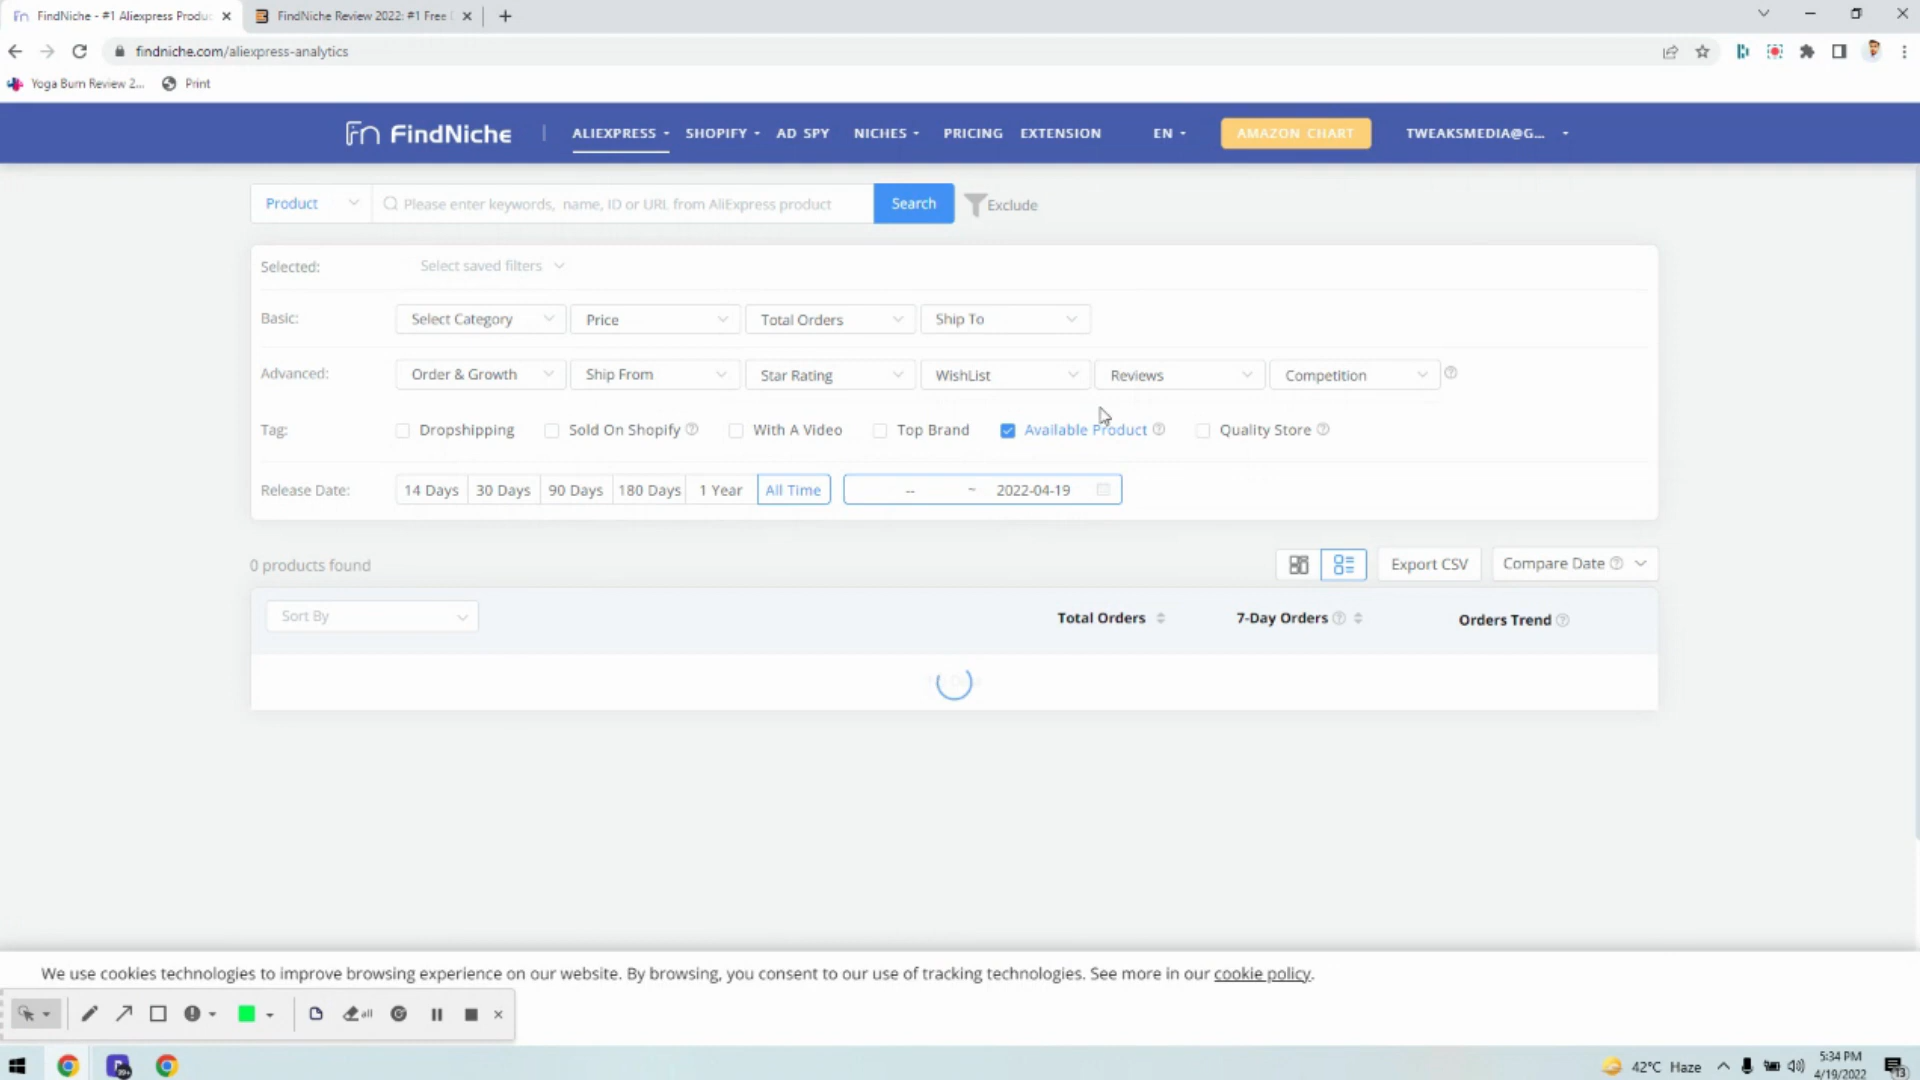 FindNiche - #1 Aliexpress Produc
FindNiche Review 2022: #1 Free
findniche.com/aliexpress-analytics
Yoga Burn Review 2...
Print
FindNiche
ALIEXPRESS
SHOPIFY
AD SPY
NICHES
PRICING
EXTENSION
EN
AMAZON CHART
TWEAKSMEDIA@G...
Product
Please enter keywords, name, ID or URL from AliExpress product
Search
Exclude
Selected:
Select saved filters
Basic:
Select Category
Price
Total Orders
Ship To
Advanced:
Order & Growth
Ship From
Star Rating
WishList
Reviews
Competition
Tag:
Dropshipping
Sold On Shopify
With A Video
Top Brand
Available Product
Quality Store
Release Date:
14 Days
30 Days
90 Days
180 Days
1 Year
All Time
--
~
2022-04-19
0 products found
Export CSV
Compare Date
Sort By
Total Orders
7-Day Orders
Orders Trend
We use cookies technologies to improve browsing experience on our website. By browsing, you consent to our use of tracking technologies. See more in our cookie policy.
all
42°C Haze
5:34 PM
4/19/2022
13